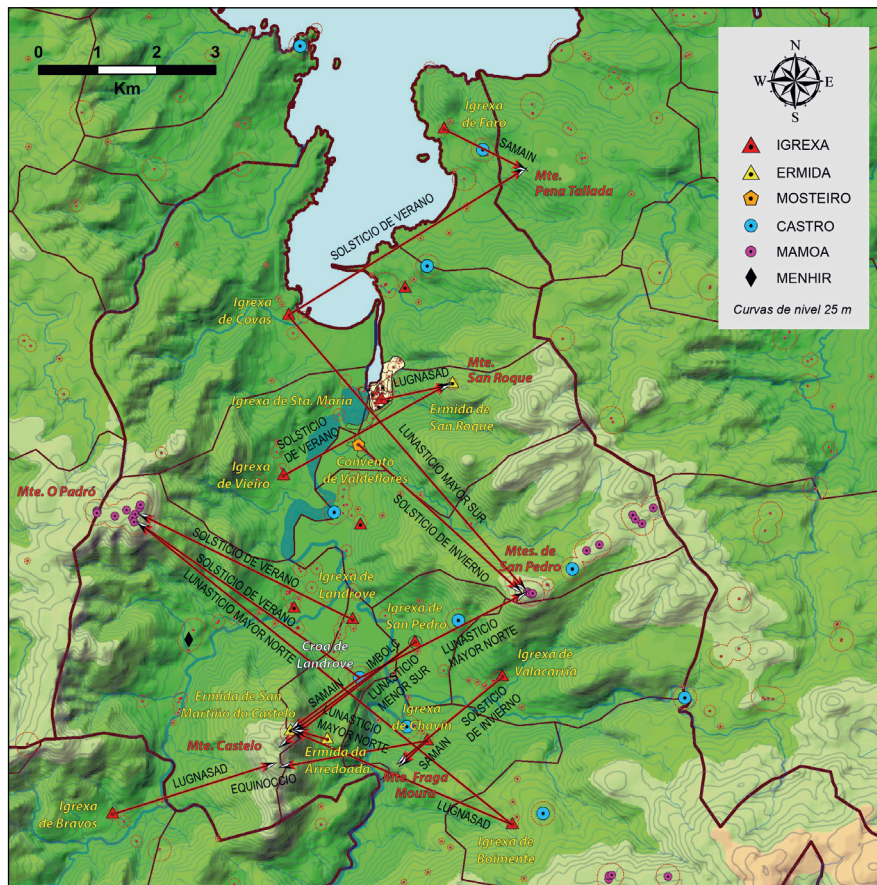 0 1 2 3
Km
N
W E
S
IGREXA
ERMIDA
MOSTEIRO
CASTRO
MAMOA
MENHIR
Curvas de nivel 25 m
Igrexa
de Faro
SAMAIN
Mte.
Pena Tallada
SOLSTICIO DE VERANO
Igrexa
de Covas
Mte.
San Roque
LUGNASAD
Igrexa de Sta. Maria
Ermida de
San Roque
SOLSTICIO
DE VERANO
LUNASTICIO MAYOR SUR
Igrexa
de Vieiro
Convento
de Valdeflores
Mte. O Padró
SOLSTICIO DE INVIERNO
Mtes. de
San Pedro
SOLSTICIO DE VERANO
SOLSTICIO DE VERANO
LUNASTICIO MAYOR NORTE
Igrexa de
Landrove
Igrexa de
San Pedro
LUNASTICIO
MAYOR NORTE
Igrexa de
Valacarria
Croa de
Landrove
IMBOLC
SAMAIN
LUNASTICIO
MENOR SUR
SOLSTICIO
DE INVIERNO
Ermida de San
Martiño do Castelo
LUNASTICIO
MAYOR NORTE
Igrexa
de Chavín
SAMAIN
Mte. Castelo
Ermida da
Arredoada
LUGNASAD
EQUINOCCIO
Mte. Fraga
Moura
Igrexa
de Bravos
LUGNASAD
Igrexa de
Boimente